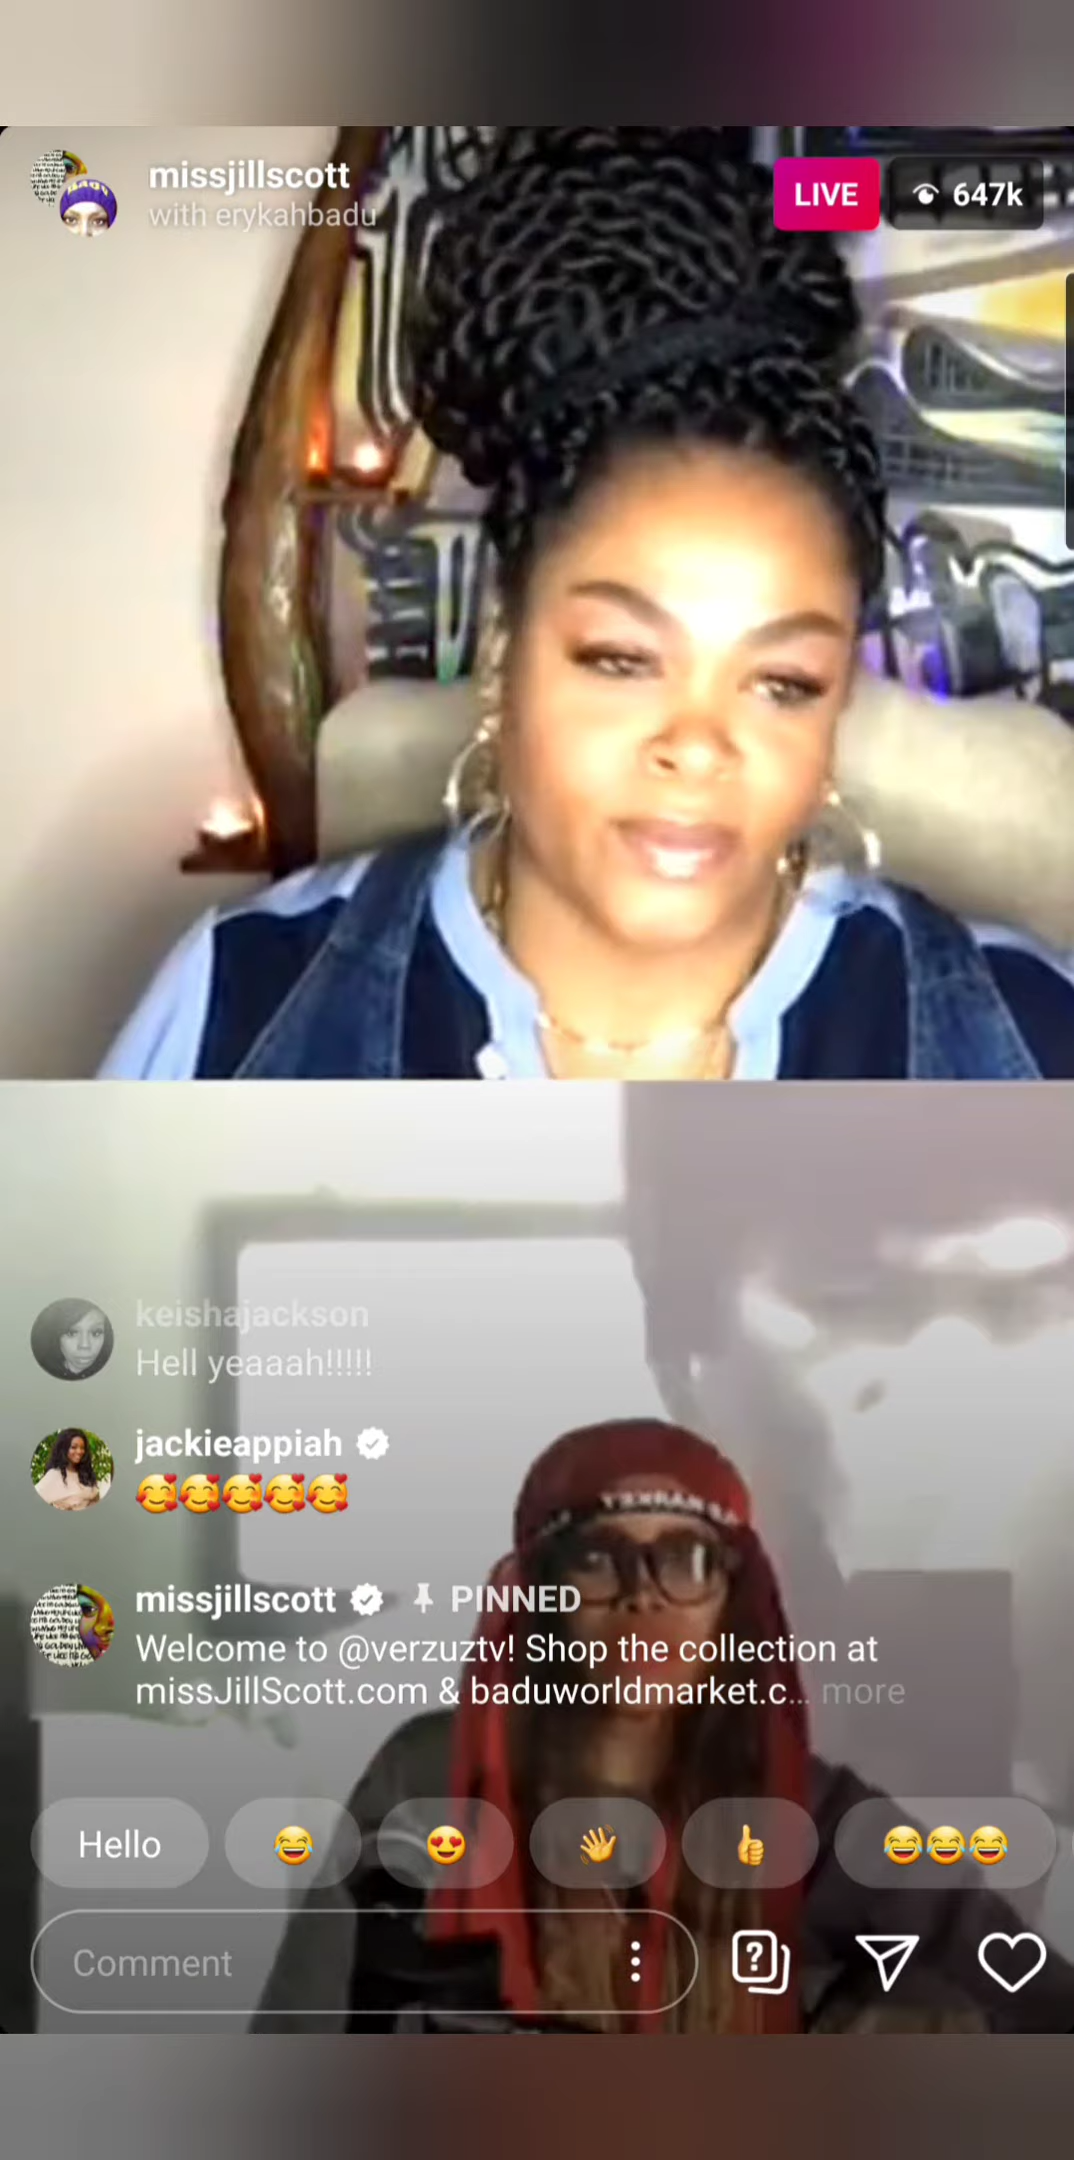 missjillscott
with erykahbadu
LIVE
647k
keishajackson
Hell yeaaah!!!!!
jackieappiah
missjillscott PINNED
Welcome to @verzuztv! Shop the collection at
missJillScott.com & baduworldmarket.c... more
Hello
Comment